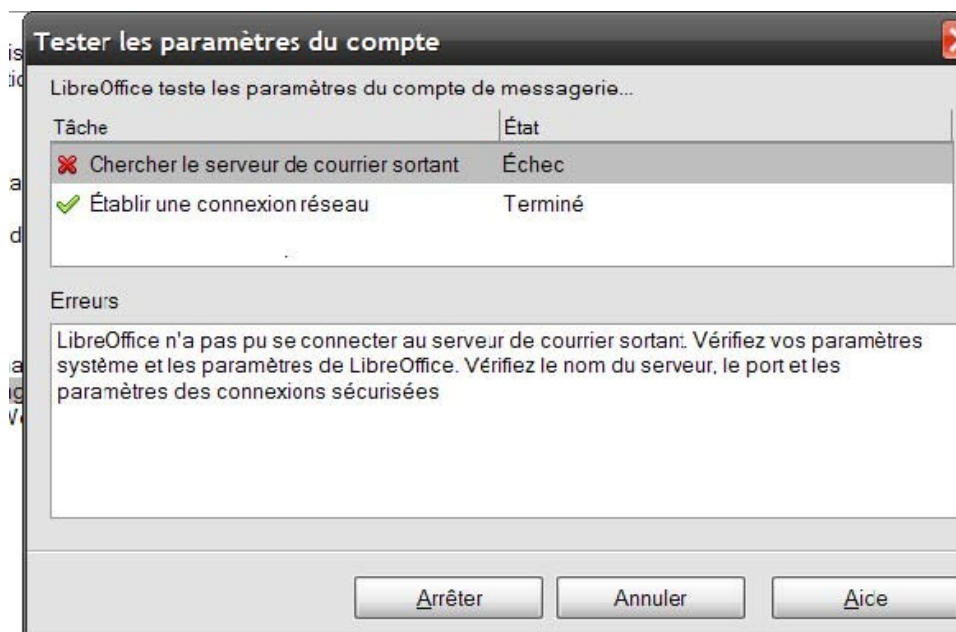 Tester les paramètres du compte
LibreOffice teste les paramètres du compte de messagerie...
Tâche État
Chercher le serveur de courrier sortant Échec
Établir une connexion réseau Terminé
Erreurs
LibreOffice n'a pas pu se connecter au serveur de courrier sortant. Vérifiez vos paramètres
système et les paramètres de LibreOffice. Vérifiez le nom du serveur, le port et les
paramètres des connexions sécurisées
Arrêter Annuler Aide